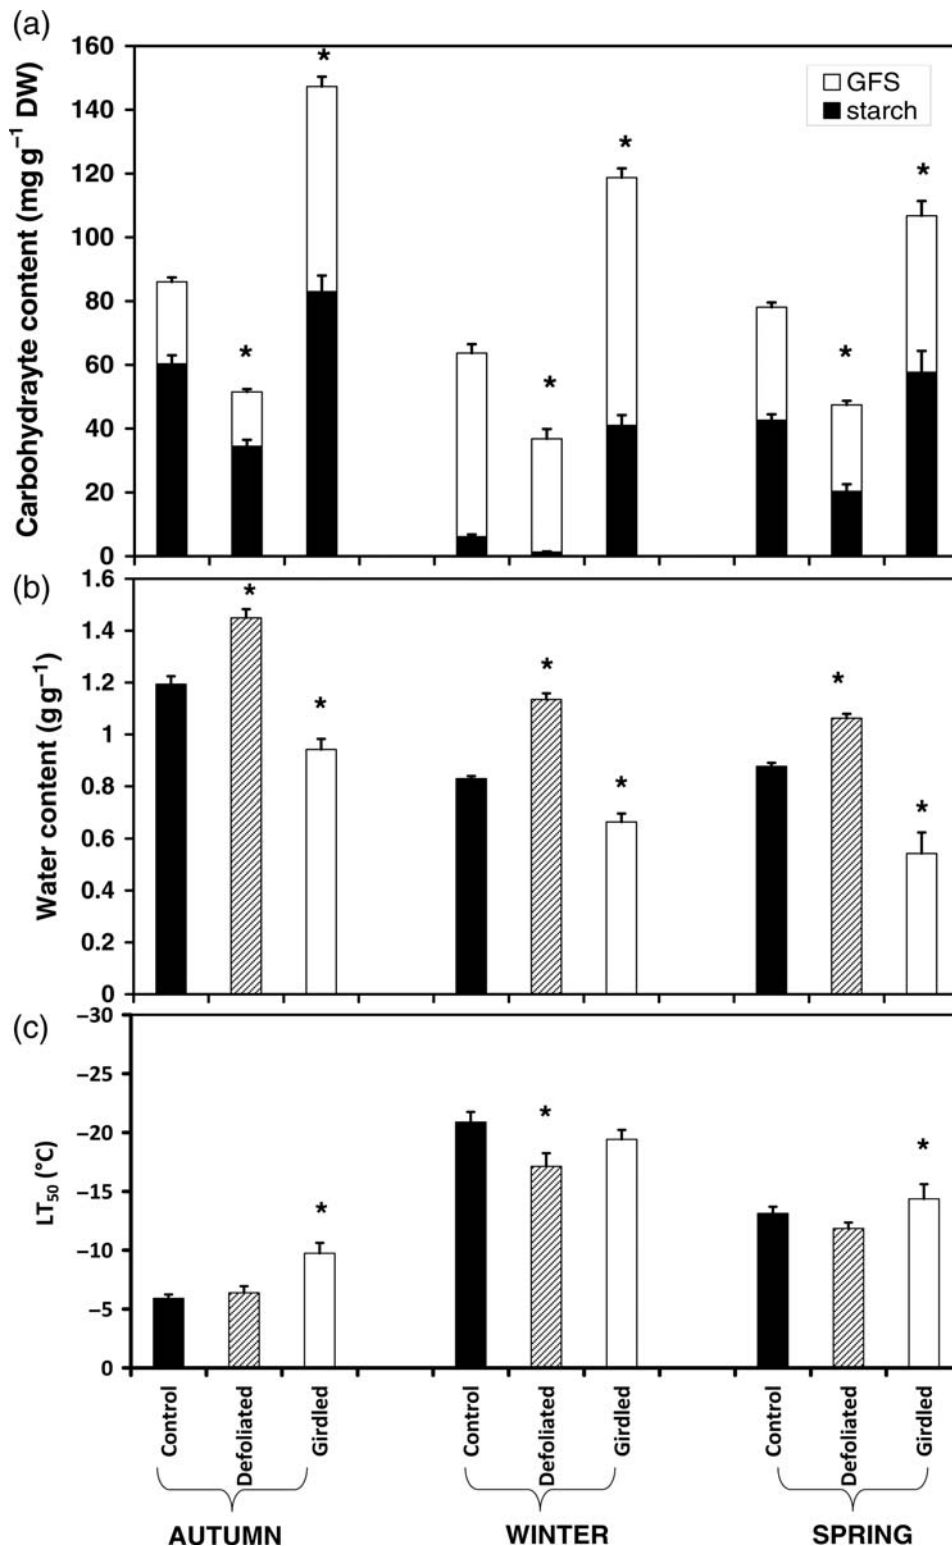 (a)
160
140
120
100
80
60
40
20
0
Carbohydrayte content (mg g⁻¹ DW)
GFS
starch
*
*
*
*
*
*
(b)
1.6
1.4
1.2
1
0.8
0.6
0.4
0.2
0
Water content (g g⁻¹)
*
*
*
*
*
*
(c)
–30
–25
–20
–15
–10
–5
0
LT₅₀ (°C)
*
*
*
Control
Defoliated
Girdled
Control
Defoliated
Girdled
Control
Defoliated
Girdled
AUTUMN
WINTER
SPRING